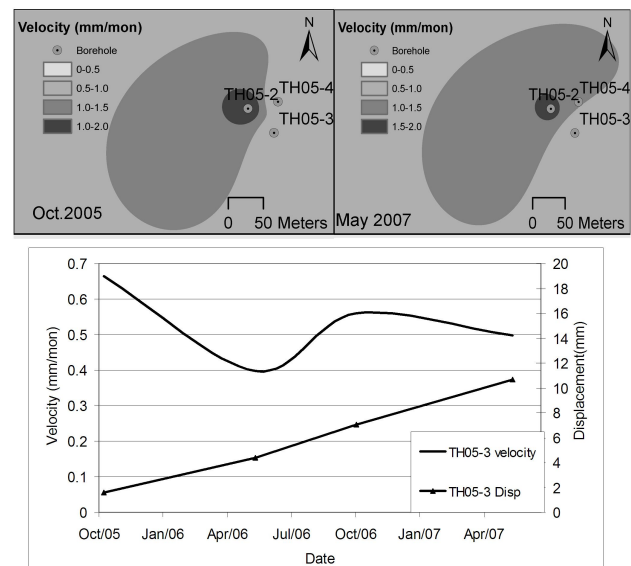 Velocity (mm/mon)
Borehole
0-0.5
0.5-1.0
1.0-1.5
1.0-2.0
N
TH05-2
TH05-4
TH05-3
Oct.2005
0 50 Meters
Velocity (mm/mon)
Borehole
0-0.5
0.5-1.0
1.0-1.5
1.5-2.0
N
TH05-2
TH05-4
TH05-3
May 2007
0 50 Meters
Velocity (mm/mon)
0.7
0.6
0.5
0.4
0.3
0.2
0.1
0
20
18
16
14
12
10
8
6
4
2
0
Displacement(mm)
TH05-3 velocity
TH05-3 Disp
Oct/05 Jan/06 Apr/06 Jul/06 Oct/06 Jan/07 Apr/07
Date